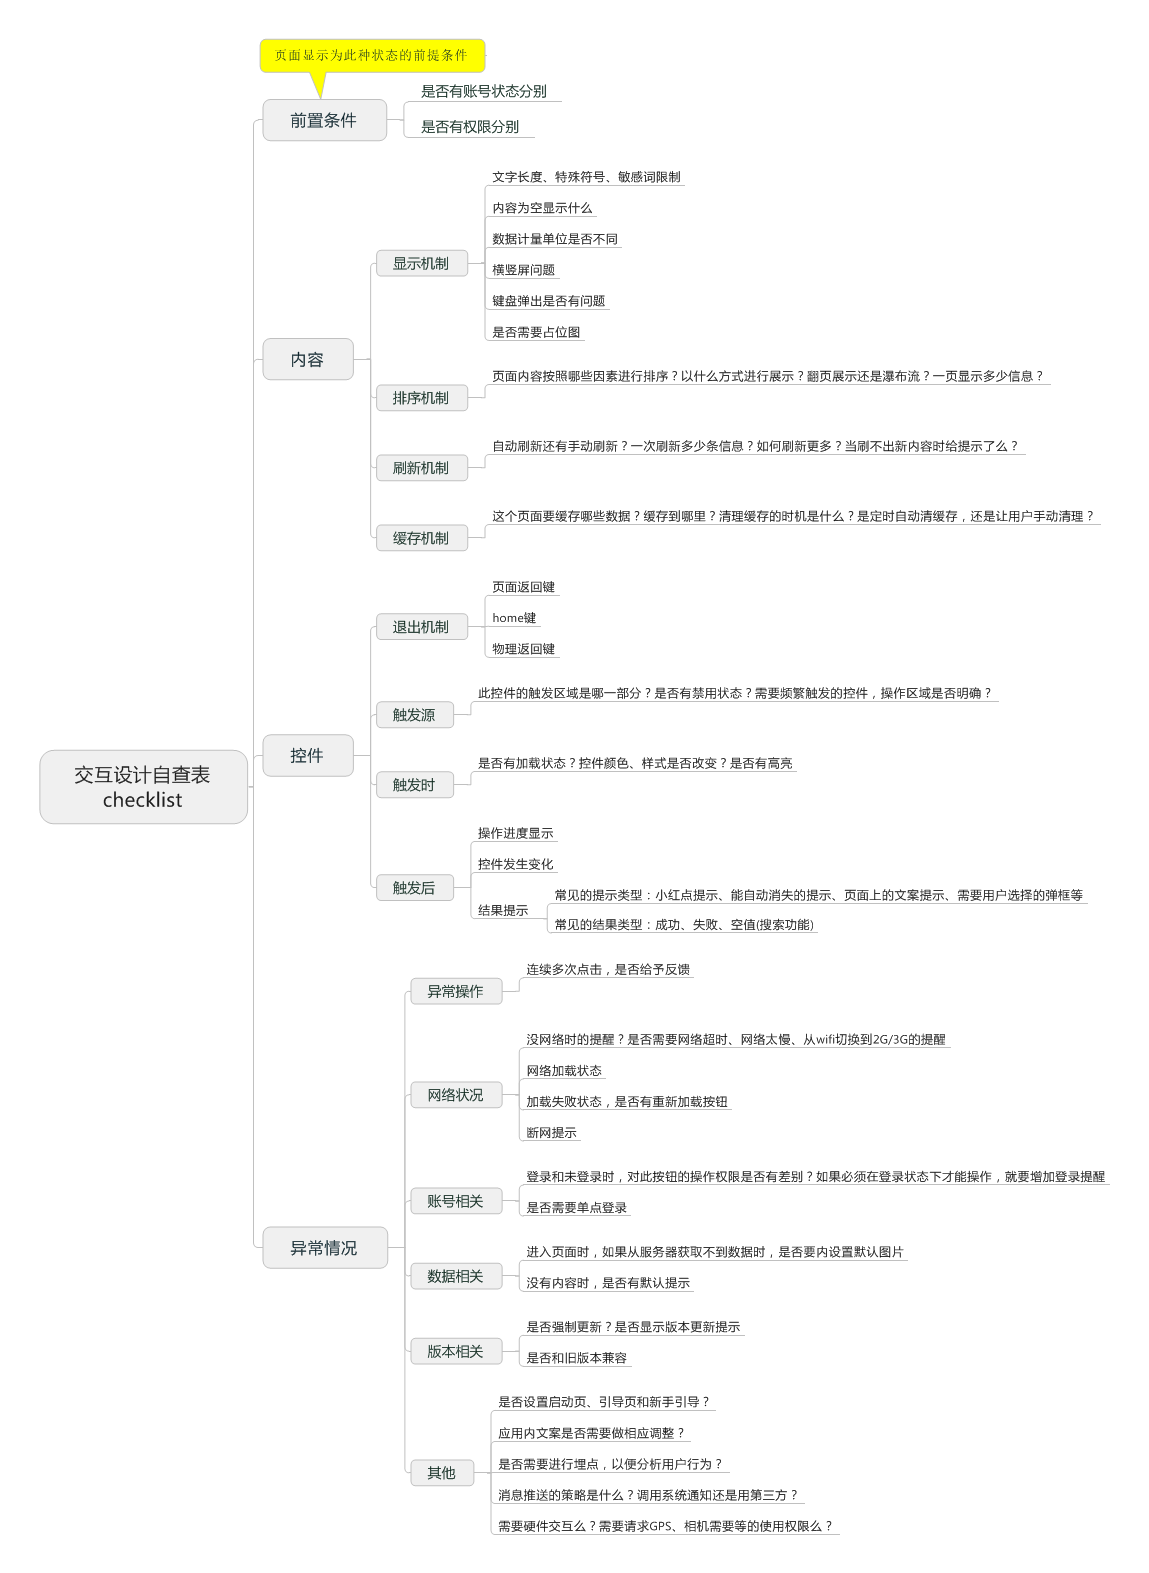 页面显示为此种状态的前提条件
前置条件
是否有账号状态分别
是否有权限分别
内容
显示机制
文字长度、特殊符号、敏感词限制
内容为空显示什么
数据计量单位是否不同
横竖屏问题
键盘弹出是否有问题
是否需要占位图
排序机制
页面内容按照哪些因素进行排序？以什么方式进行展示？翻页展示还是瀑布流？一页显示多少信息？
刷新机制
自动刷新还有手动刷新？一次刷新多少条信息？如何刷新更多？当刷不出新内容时给提示了么？
缓存机制
这个页面要缓存哪些数据？缓存到哪里？清理缓存的时机是什么？是定时自动清缓存，还是让用户手动清理？
交互设计自查表
checklist
控件
退出机制
页面返回键
home键
物理返回键
触发源
此控件的触发区域是哪一部分？是否有禁用状态？需要频繁触发的控件，操作区域是否明确？
触发时
是否有加载状态？控件颜色、样式是否改变？是否有高亮
触发后
操作进度显示
控件发生变化
结果提示
常见的提示类型：小红点提示、能自动消失的提示、页面上的文案提示、需要用户选择的弹框等
常见的结果类型：成功、失败、空值(搜索功能)
异常情况
异常操作
连续多次点击，是否给予反馈
网络状况
没网络时的提醒？是否需要网络超时、网络太慢、从wifi切换到2G/3G的提醒
网络加载状态
加载失败状态，是否有重新加载按钮
断网提示
账号相关
登录和未登录时，对此按钮的操作权限是否有差别？如果必须在登录状态下才能操作，就要增加登录提醒
是否需要单点登录
数据相关
进入页面时，如果从服务器获取不到数据时，是否要内设置默认图片
没有内容时，是否有默认提示
版本相关
是否强制更新？是否显示版本更新提示
是否和旧版本兼容
其他
是否设置启动页、引导页和新手引导？
应用内文案是否需要做相应调整？
是否需要进行埋点，以便分析用户行为？
消息推送的策略是什么？调用系统通知还是用第三方？
需要硬件交互么？需要请求GPS、相机需要等的使用权限么？